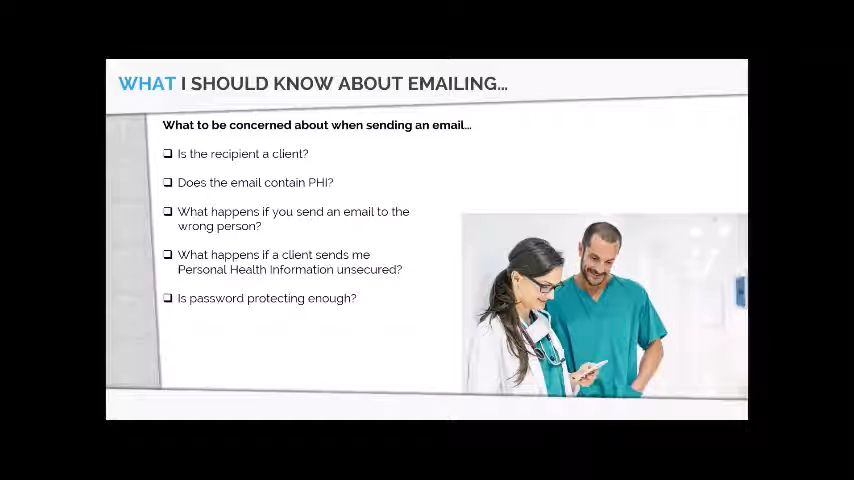 WHAT I SHOULD KNOW ABOUT EMAILING...
What to be concerned about when sending an email...
❑ Is the recipient a client?
❑ Does the email contain PHI?
❑ What happens if you send an email to the
wrong person?
❑ What happens if a client sends me
Personal Health Information unsecured?
❑ Is password protecting enough?